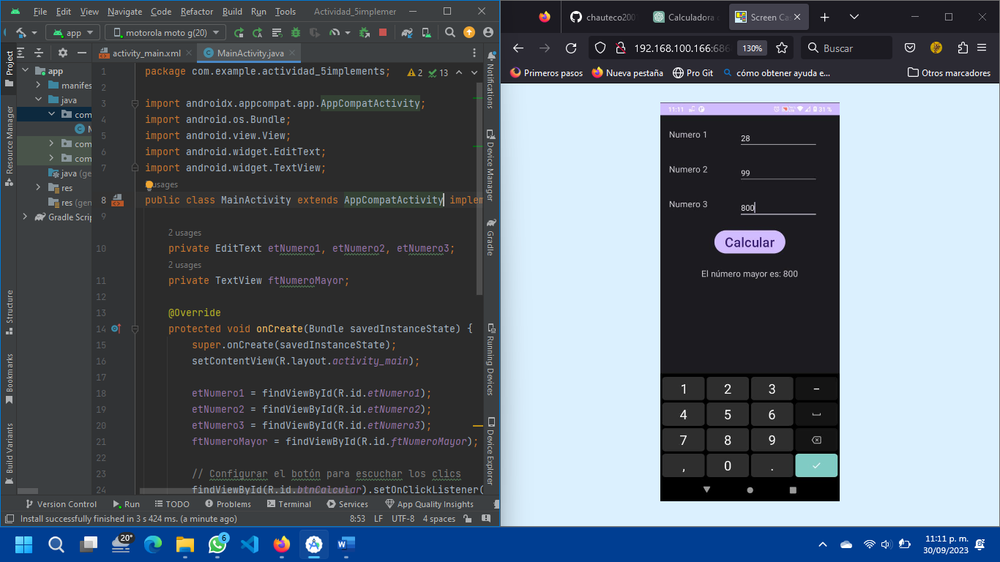 File Edit View Navigate Code Refactor Build Run Tools Actividad_5implemer
app motorola moto g(20)
activity_main.xml MainActivity.java
Project
Resource Manager
Structure
Bookmarks
Build Variants
app
manifes
java
com
com
com
java (ge
res
res (gen
Gradle Scrip
1 package com.example.actividad_5implements; 2 13
2
3 import androidx.appcompat.app.AppCompatActivity;
4 import android.os.Bundle;
5 import android.view.View;
6 import android.widget.EditText;
7 import android.widget.TextView;
usages
8 public class MainActivity extends AppCompatActivity implem
9
2 usages
10 private EditText etNumero1, etNumero2, etNumero3;
2 usages
11 private TextView ftNumeroMayor;
12
13 @Override
14 protected void onCreate(Bundle savedInstanceState) {
15 super.onCreate(savedInstanceState);
16 setContentView(R.layout.activity_main);
17
18 etNumero1 = findViewById(R.id.etNumero1);
19 etNumero2 = findViewById(R.id.etNumero2);
20 etNumero3 = findViewById(R.id.etNumero3);
21 ftNumeroMayor = findViewById(R.id.ftNumeroMayor);
22
23 // Configurar el botón para escuchar los clics
24 findViewById(R.id.btnCalcular).setOnClickListener(
Notifications
Device Manager
Gradle
Running Devices
Device Explorer
Version Control Run TODO Problems Terminal Services App Quality Insights
Install successfully finished in 3 s 424 ms. (a minute ago) 8:53 LF UTF-8 4 spaces
chauteco200 Calculadora Screen Ca
192.168.100.166:686 130% Buscar
Primeros pasos Nueva pestaña Pro Git cómo obtener ayuda e... Otros marcadores
11:11 31 %
Numero 1 28
Numero 2 99
Numero 3 800
Calcular
El número mayor es: 800
1 2 3 −
4 5 6
7 8 9
, 0 .
20° 6
11:11 p. m.
30/09/2023